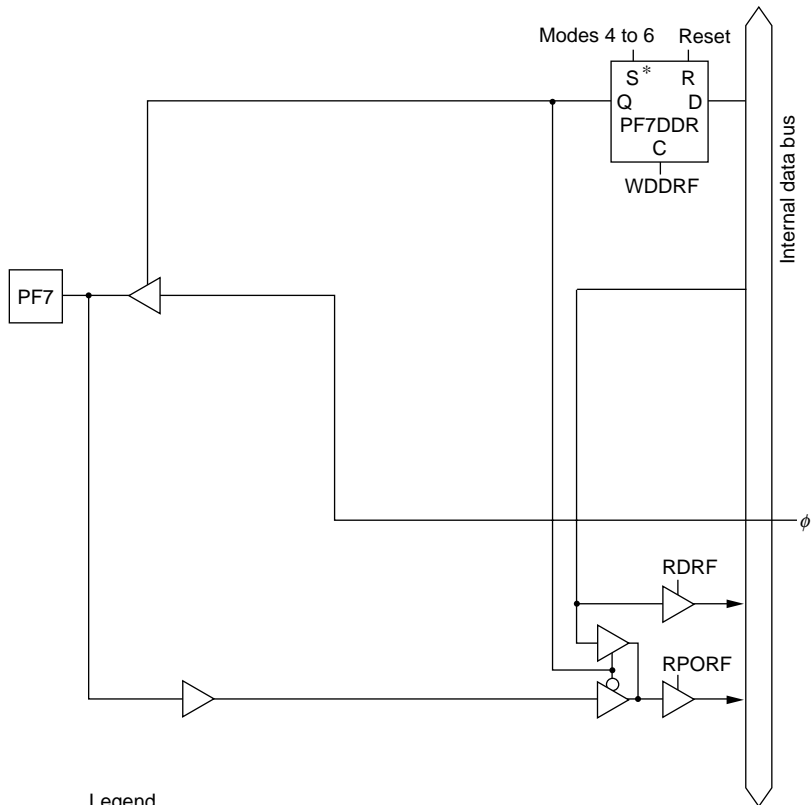 Modes 4 to 6 Reset
S* R
Q D
PF7DDR
C
WDDRF
Internal data bus
PF7
ϕ
RDRF
RPORF
Legend